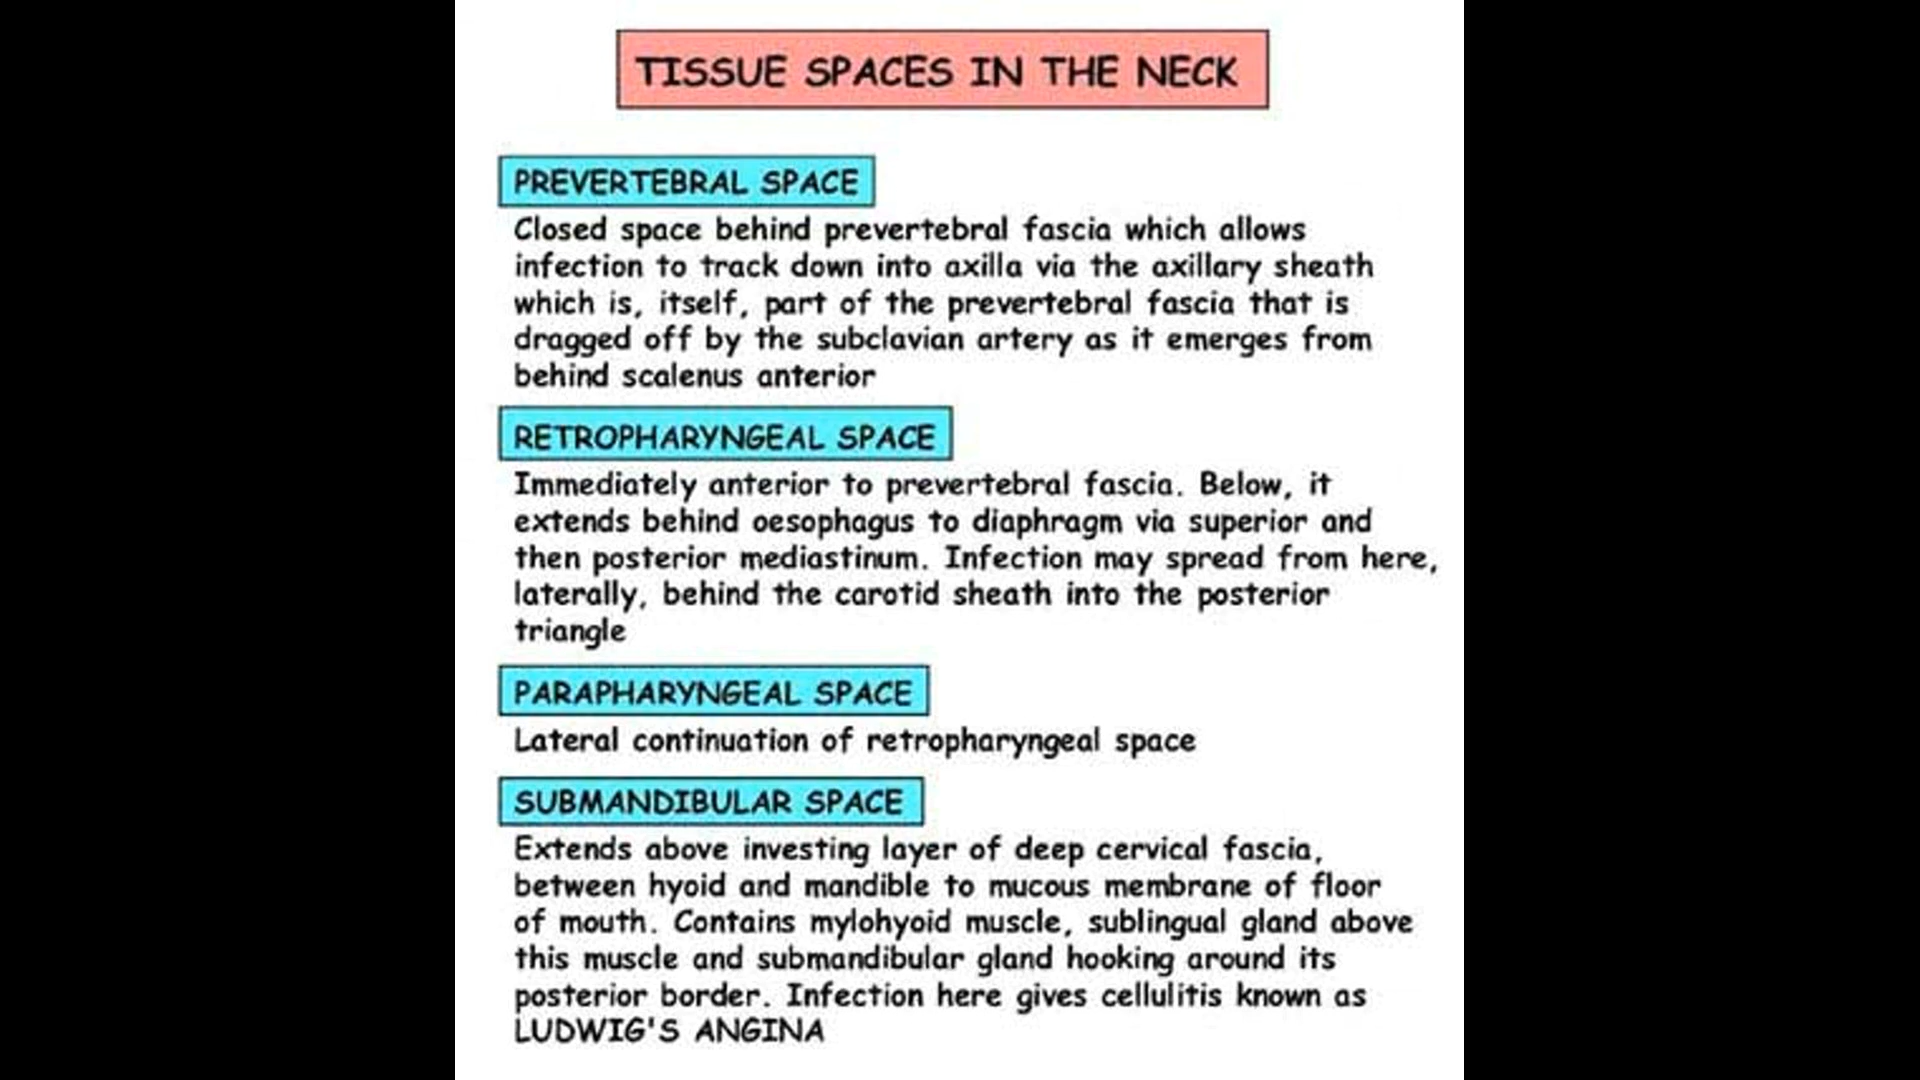 TISSUE SPACES IN THE NECK
PREVERTEBRAL SPACE
Closed space behind prevertebral fascia which allows
infection to track down into axilla via the axillary sheath
which is, itself, part of the prevertebral fascia that is
dragged off by the subclavian artery as it emerges from
behind scalenus anterior
RETROPHARYNGEAL SPACE
Immediately anterior to prevertebral fascia. Below, it
extends behind oesophagus to diaphragm via superior and
then posterior mediastinum. Infection may spread from here,
laterally, behind the carotid sheath into the posterior
triangle
PARAPHARYNGEAL SPACE
Lateral continuation of retropharyngeal space
SUBMANDIBULAR SPACE
Extends above investing layer of deep cervical fascia,
between hyoid and mandible to mucous membrane of floor
of mouth. Contains mylohyoid muscle, sublingual gland above
this muscle and submandibular gland hooking around its
posterior border. Infection here gives cellulitis known as
LUDWIG'S ANGINA